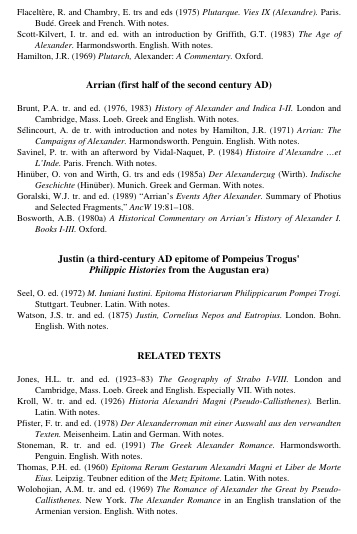 Flaceltère, R. and Chambry, E. trs and eds (1975) Plutarque. Vies IX (Alexandre). Paris.
Budé. Greek and French. With notes.
Scott-Kilvert, I. tr. and ed. with an introduction by Griffith, G.T. (1983) The Age of
Alexander. Harmondsworth. English. With notes.
Hamilton, J.R. (1969) Plutarch, Alexander: A Commentary. Oxford.
Arrian (first half of the second century AD)
Brunt, P.A. tr. and ed. (1976, 1983) History of Alexander and Indica I-II. London and
Cambridge, Mass. Loeb. Greek and English. With notes.
Sélincourt, A. de tr. with introduction and notes by Hamilton, J.R. (1971) Arrian: The
Campaigns of Alexander. Harmondsworth. Penguin. English. With notes.
Savinel, P. tr. with an afterword by Vidal-Naquet, P. (1984) Histoire d'Alexandre …et
L'Inde. Paris. French. With notes.
Hinüber, O. von and Wirth, G. trs and eds (1985a) Der Alexanderzug (Wirth). Indische
Geschichte (Hinüber). Munich. Greek and German. With notes.
Goralski, W.J. tr. and ed. (1989) “Arrian's Events After Alexander. Summary of Photius
and Selected Fragments,” AncW 19:81–108.
Bosworth, A.B. (1980a) A Historical Commentary on Arrian's History of Alexander I.
Books I-III. Oxford.
Justin (a third-century AD epitome of Pompeius Trogus'
Philippic Histories from the Augustan era)
Seel, O. ed. (1972) M. Iuniani Iustini. Epitoma Historiarum Philippicarum Pompei Trogi.
Stuttgart. Teubner. Latin. With notes.
Watson, J.S. tr. and ed. (1875) Justin, Cornelius Nepos and Eutropius. London. Bohn.
English. With notes.
RELATED TEXTS
Jones, H.L. tr. and ed. (1923–83) The Geography of Strabo I-VIII. London and
Cambridge, Mass. Loeb. Greek and English. Especially VII. With notes.
Kroll, W. tr. and ed. (1926) Historia Alexandri Magni (Pseudo-Callisthenes). Berlin.
Latin. With notes.
Pfister, F. tr. and ed. (1978) Der Alexanderroman mit einer Auswahl aus den verwandten
Texten. Meisenheim. Latin and German. With notes.
Stoneman, R. tr. and ed. (1991) The Greek Alexander Romance. Harmondsworth.
Penguin. English. With notes.
Thomas, P.H. ed. (1960) Epitoma Rerum Gestarum Alexandri Magni et Liber de Morte
Eius. Leipzig. Teubner edition of the Metz Epitome. Latin. With notes.
Wolohojian, A.M. tr. and ed. (1969) The Romance of Alexander the Great by Pseudo-
Callisthenes. New York. The Alexander Romance in an English translation of the
Armenian version. English. With notes.